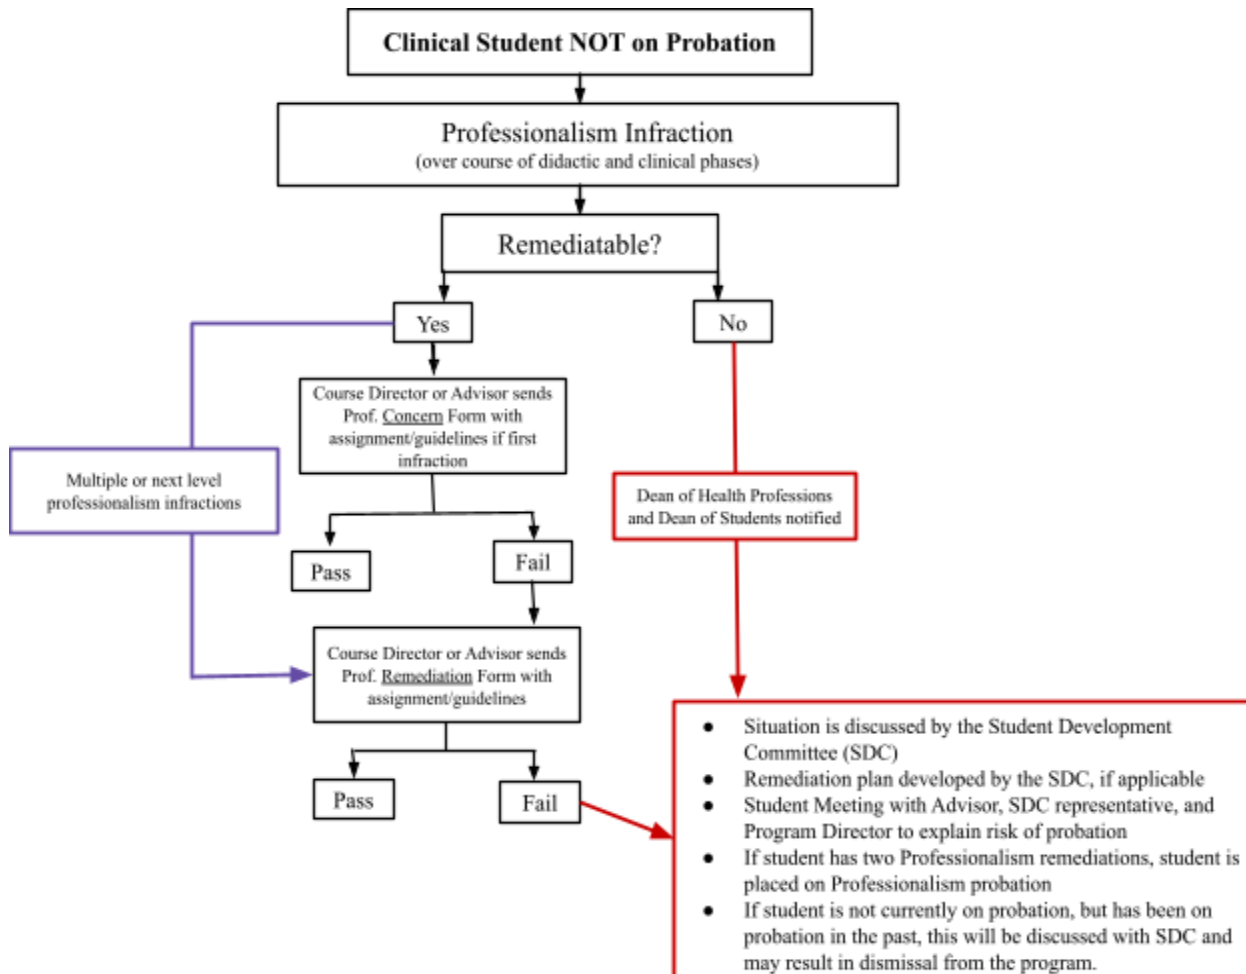 Clinical Student NOT on Probation
Professionalism Infraction
(over course of didactic and clinical phases)
Remediatable?
Yes
No
Course Director or Advisor sends
Prof. Concern Form with
assignment/guidelines if first
infraction
Multiple or next level
professionalism infractions
Dean of Health Professions
and Dean of Students notified
Pass
Fail
Course Director or Advisor sends
Prof. Remediation Form with
assignment/guidelines
Pass
Fail
● Situation is discussed by the Student Development
Committee (SDC)
● Remediation plan developed by the SDC, if applicable
● Student Meeting with Advisor, SDC representative, and
Program Director to explain risk of probation
● If student has two Professionalism remediations, student is
placed on Professionalism probation
● If student is not currently on probation, but has been on
probation in the past, this will be discussed with SDC and
may result in dismissal from the program.